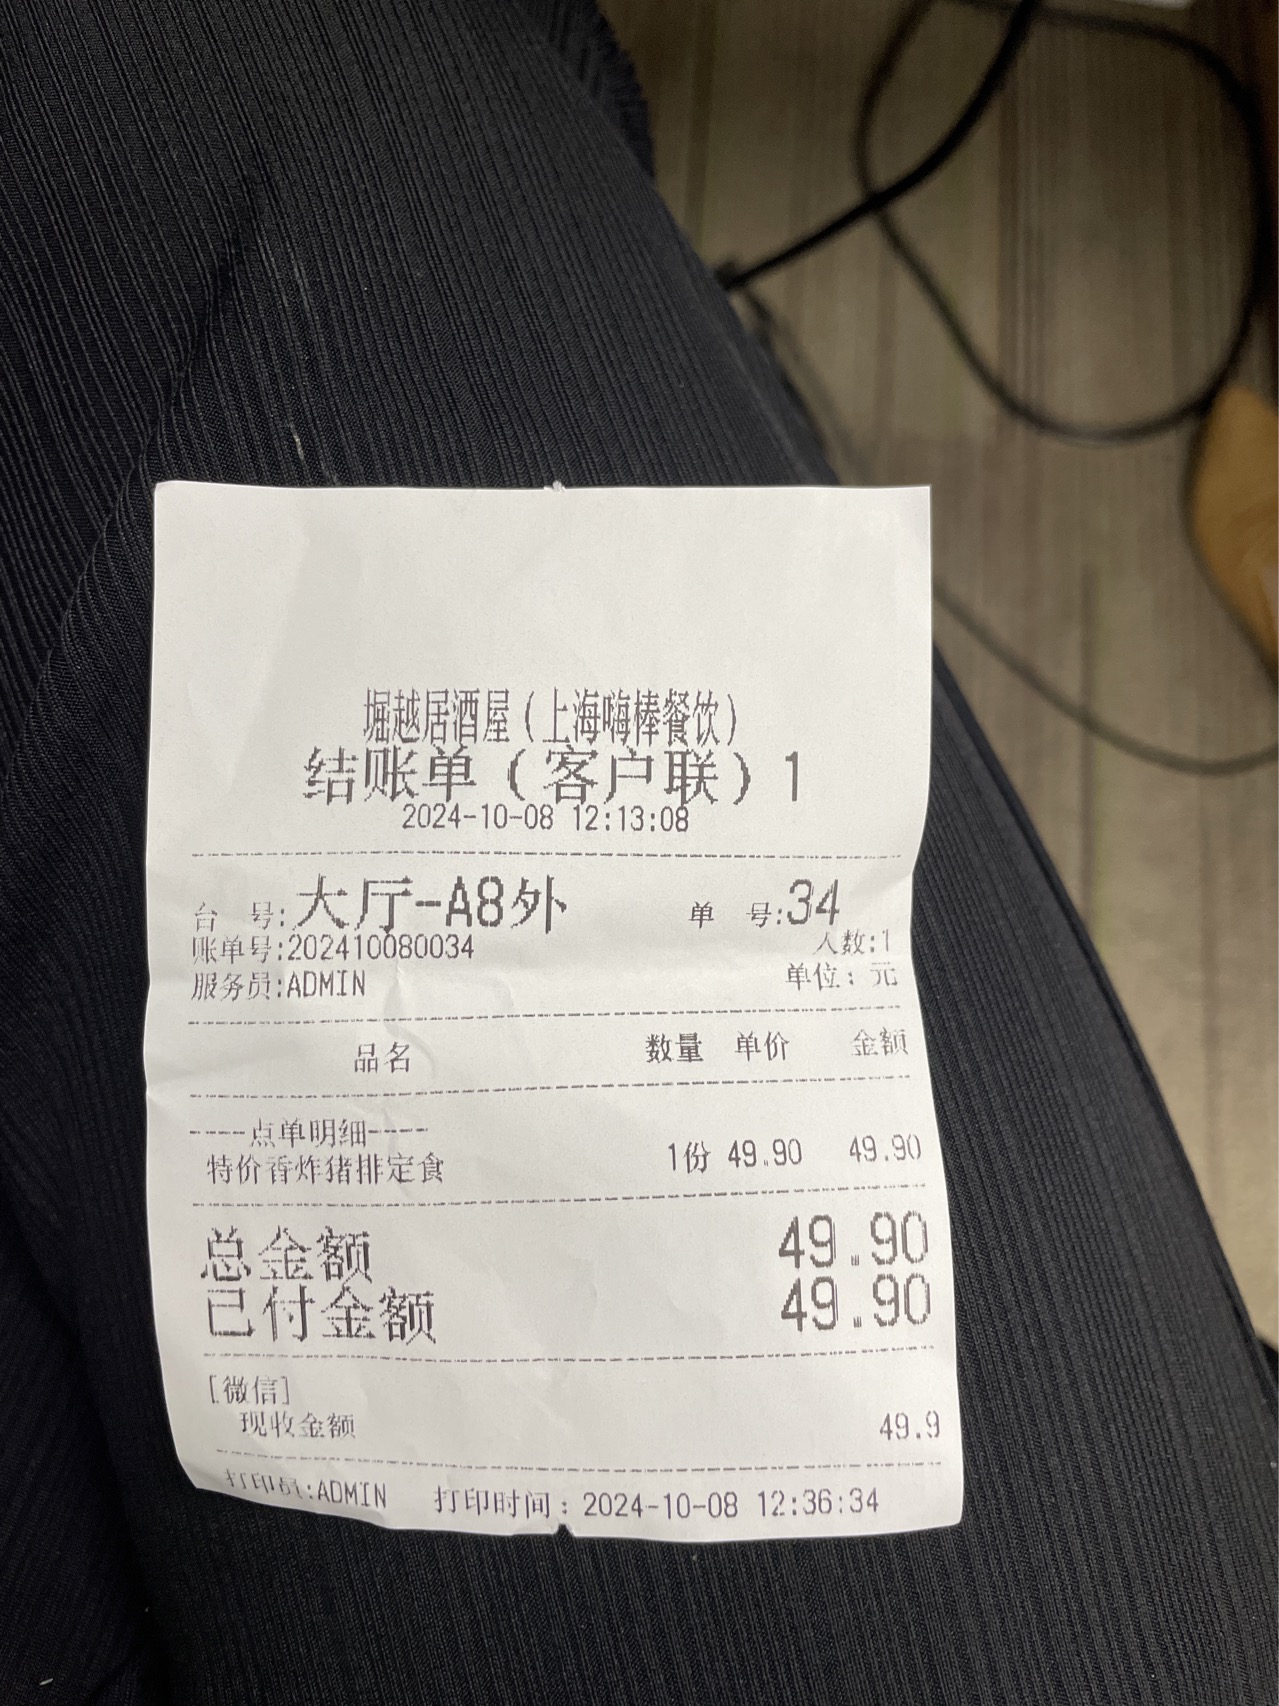 堀越居酒屋（上海嗨棒餐饮）
结账单（客户联）1
2024-10-08 12:13:08
台 号:大厅-A8外 单 号:34
账单号:202410080034 人数:1
服务员:ADMIN 单位：元
品名 数量 单价 金额
----点单明细----
特价香炸猪排定食 1份 49.90 49.90
总金额 49.90
已付金额 49.90
[微信]
现收金额 49.9
打印员:ADMIN 打印时间：2024-10-08 12:36:34